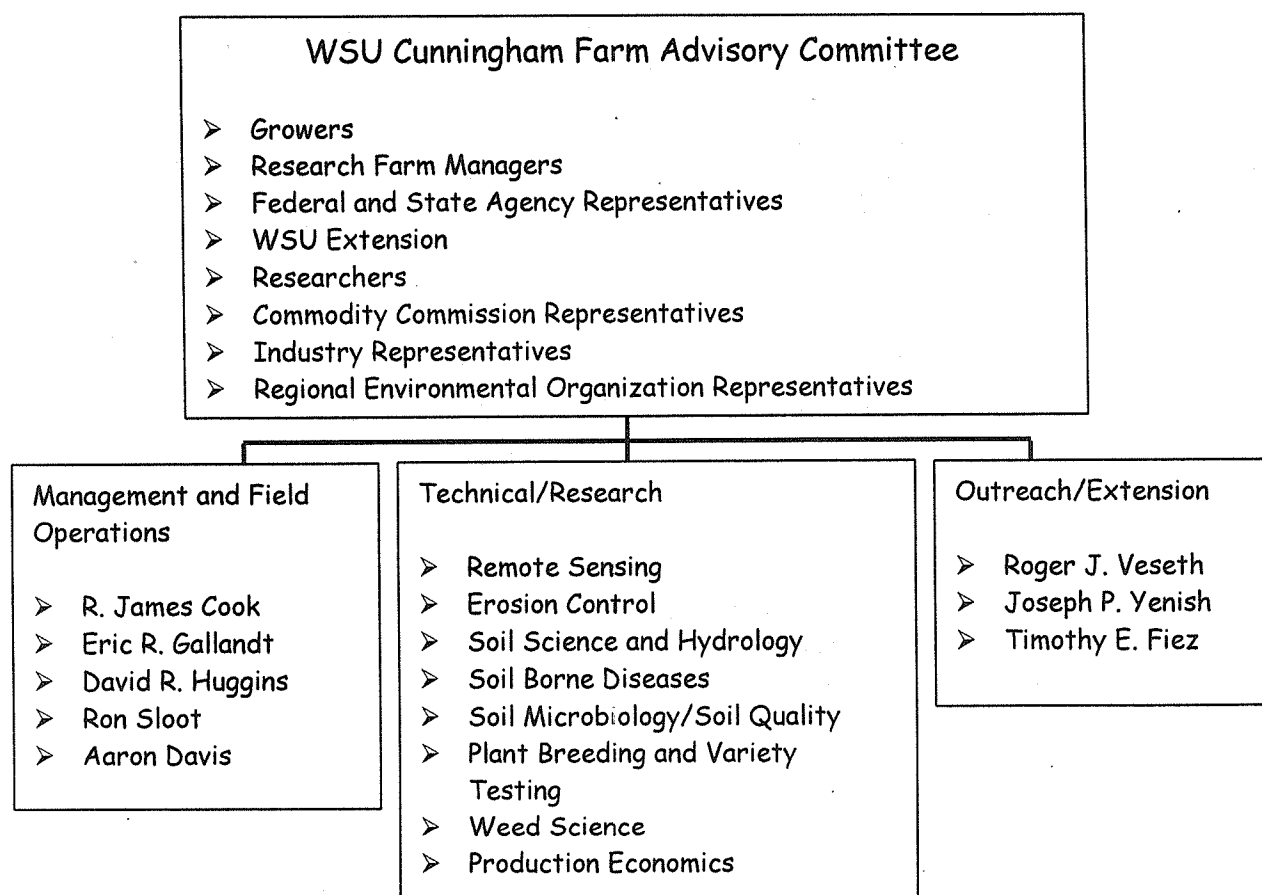 WSU Cunningham Farm Advisory Committee
➢ Growers
➢ Research Farm Managers
➢ Federal and State Agency Representatives
➢ WSU Extension
➢ Researchers
➢ Commodity Commission Representatives
➢ Industry Representatives
➢ Regional Environmental Organization Representatives
Management and Field
Operations
➢ R. James Cook
➢ Eric R. Gallandt
➢ David R. Huggins
➢ Ron Sloot
➢ Aaron Davis
Technical/Research
➢ Remote Sensing
➢ Erosion Control
➢ Soil Science and Hydrology
➢ Soil Borne Diseases
➢ Soil Microbiology/Soil Quality
➢ Plant Breeding and Variety
Testing
➢ Weed Science
➢ Production Economics
Outreach/Extension
➢ Roger J. Veseth
➢ Joseph P. Yenish
➢ Timothy E. Fiez